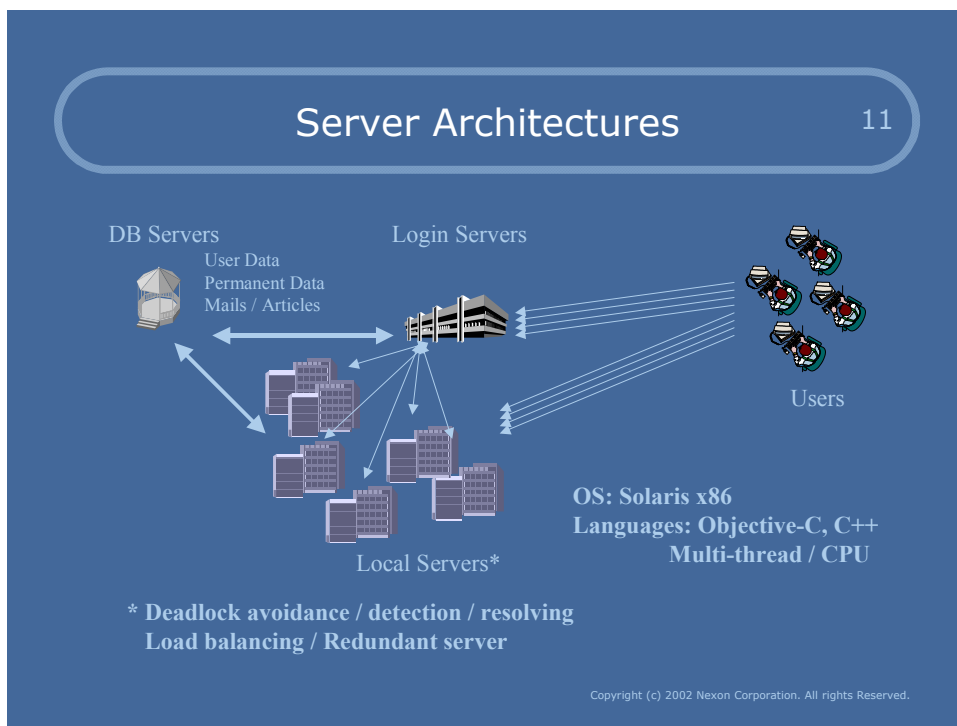 Server Architectures
11
DB Servers
User Data
Permanent Data
Mails / Articles
Login Servers
Users
OS: Solaris x86
Languages: Objective-C, C++
Multi-thread / CPU
Local Servers*
* Deadlock avoidance / detection / resolving
Load balancing / Redundant server
Copyright (c) 2002 Nexon Corporation. All rights Reserved.